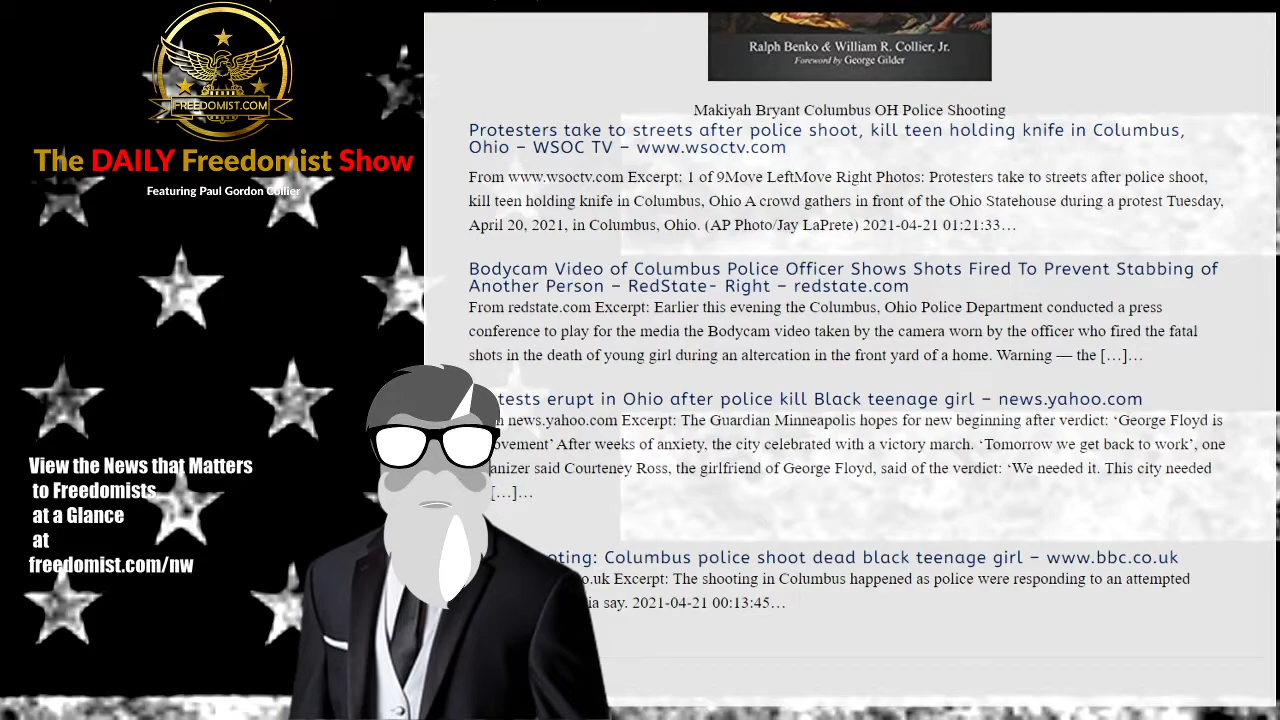 FREEDOMIST.COM
The DAILY Freedomist Show
Featuring Paul Gordon Collier
View the News that Matters
to Freedomists
at a Glance
at
freedomist.com/nw
Ralph Benko & William R. Collier, Jr.
Foreword by George Gilder
Makiyah Bryant Columbus OH Police Shooting
Protesters take to streets after police shoot, kill teen holding knife in Columbus,
Ohio – WSOC TV – www.wsoctv.com
From www.wsoctv.com Excerpt: 1 of 9Move LeftMove Right Photos: Protesters take to streets after police shoot,
kill teen holding knife in Columbus, Ohio A crowd gathers in front of the Ohio Statehouse during a protest Tuesday,
April 20, 2021, in Columbus, Ohio. (AP Photo/Jay LaPrete) 2021-04-21 01:21:33…
Bodycam Video of Columbus Police Officer Shows Shots Fired To Prevent Stabbing of
Another Person – RedState- Right – redstate.com
From redstate.com Excerpt: Earlier this evening the Columbus, Ohio Police Department conducted a press
conference to play for the media the Bodycam video taken by the camera worn by the officer who fired the fatal
shots in the death of young girl during an altercation in the front yard of a home. Warning — the […]…
tests erupt in Ohio after police kill Black teenage girl – news.yahoo.com
news.yahoo.com Excerpt: The Guardian Minneapolis hopes for new beginning after verdict: ‘George Floyd is
ovement’ After weeks of anxiety, the city celebrated with a victory march. ‘Tomorrow we get back to work’, one
anizer said Courteney Ross, the girlfriend of George Floyd, said of the verdict: ‘We needed it. This city needed
[…]…
oting: Columbus police shoot dead black teenage girl – www.bbc.co.uk
o.uk Excerpt: The shooting in Columbus happened as police were responding to an attempted
ia say. 2021-04-21 00:13:45…